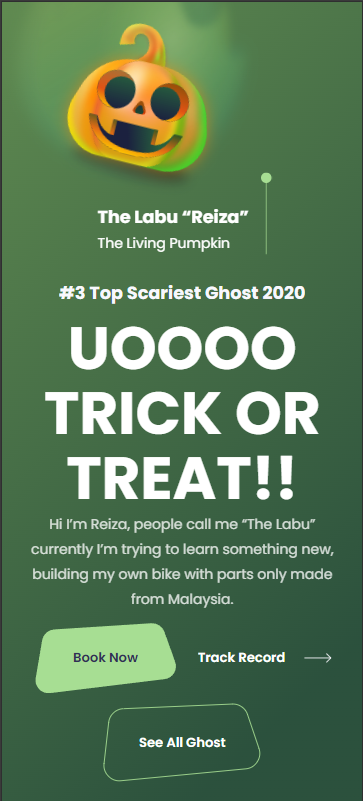 The Labu “Reiza”
The Living Pumpkin
#3 Top Scariest Ghost 2020
UOOOO
TRICK OR
TREAT!!
Hi I’m Reiza, people call me “The Labu”
currently I’m trying to learn something new,
building my own bike with parts only made
from Malaysia.
Book Now
Track Record
See All Ghost